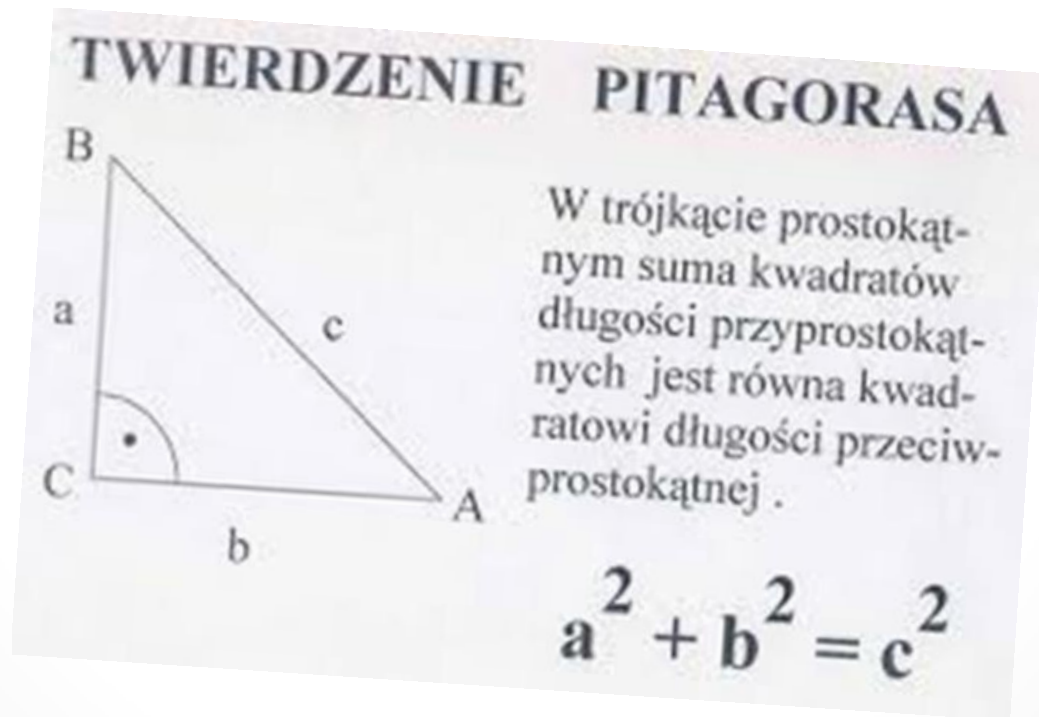 TWIERDZENIE PITAGORASA
B
a
c
C
A
b
W trójkącie prostokąt-
nym suma kwadratów
długości przyprostokąt-
nych jest równa kwad-
ratowi długości przeciw-
prostokątnej .
a² + b² = c²